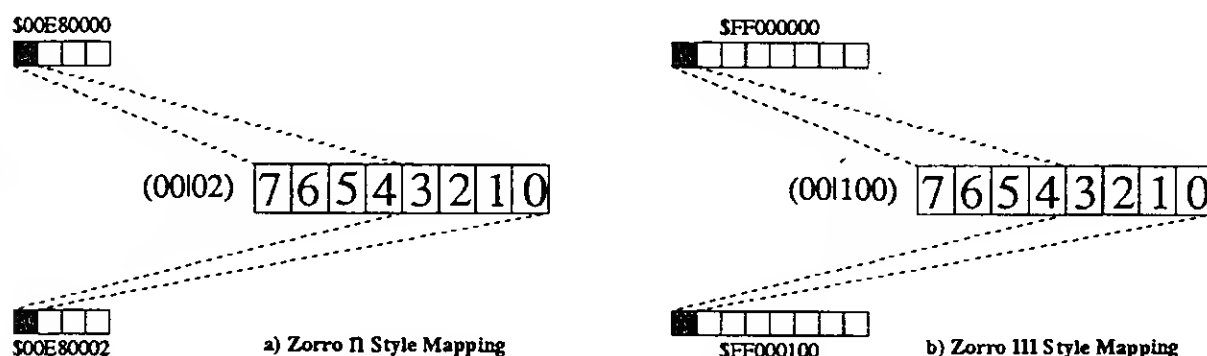 $00E80000
(00|02) 7 6 5 4 3 2 1 0
$00E80002
a) Zorro II Style Mapping
$FF000000
(00|100) 7 6 5 4 3 2 1 0
$FF000100
b) Zorro III Style Mapping